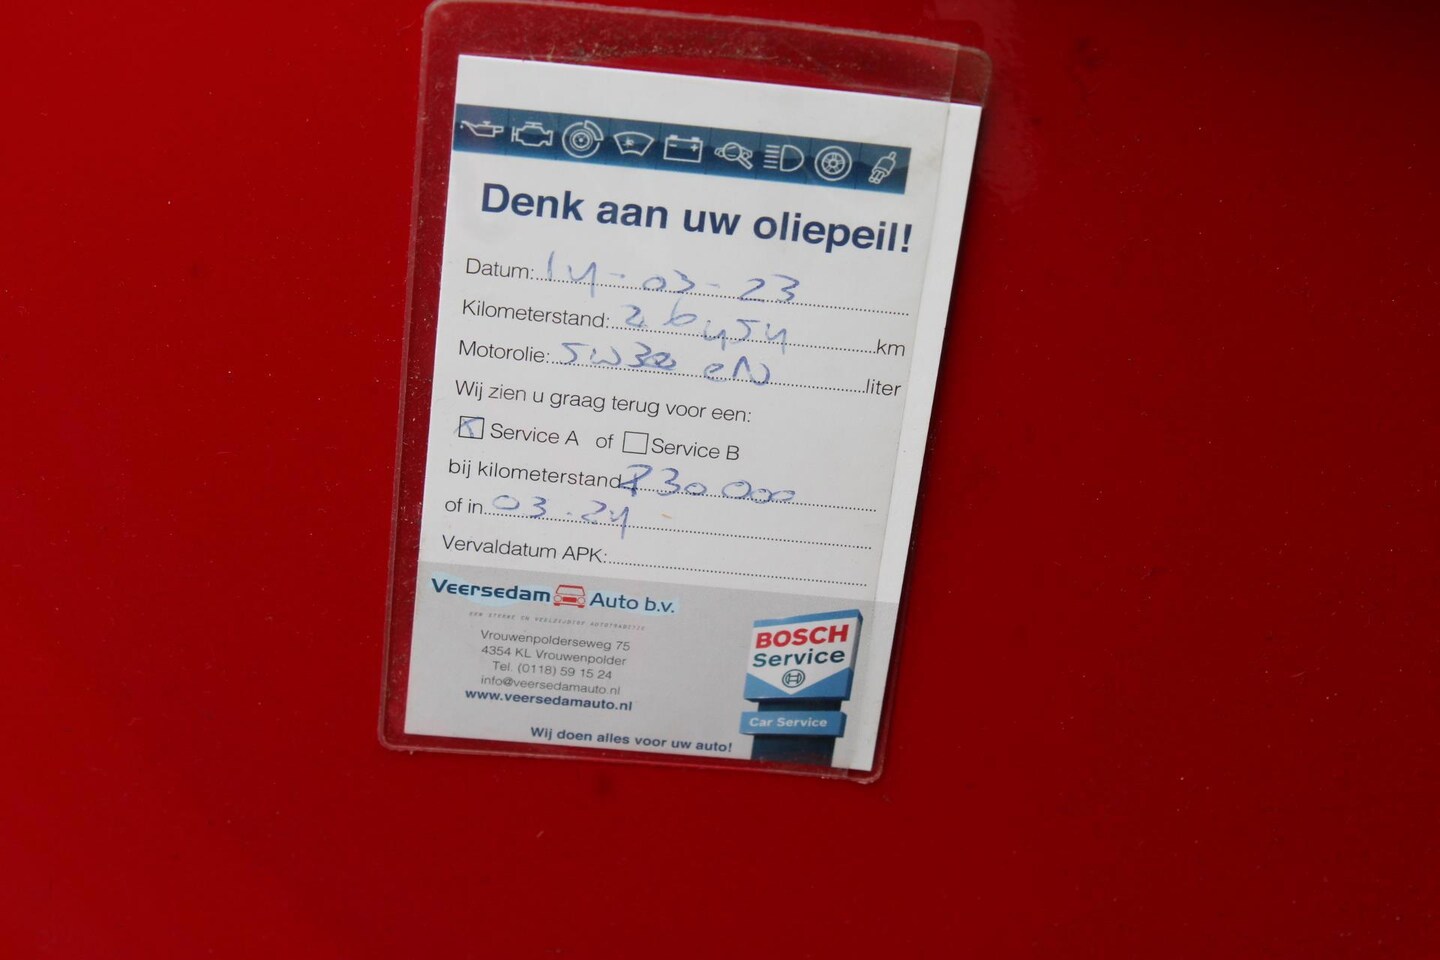 Denk aan uw oliepeil!
Datum: 14-03-23
Kilometerstand: 26454 km
Motorolie: 5W30 liter
Wij zien u graag terug voor een:
Service A of Service B
bij kilometerstand 30000
of in 03-24
Vervaldatum APK:
Veersedam Auto b.v.
Vrouwenpolderseweg 75
4354 KL Vrouwenpolder
Tel. (0118) 59 15 24
info@veersedamauto.nl
www.veersedamauto.nl
Wij doen alles voor uw auto!
BOSCH
Service
Car Service